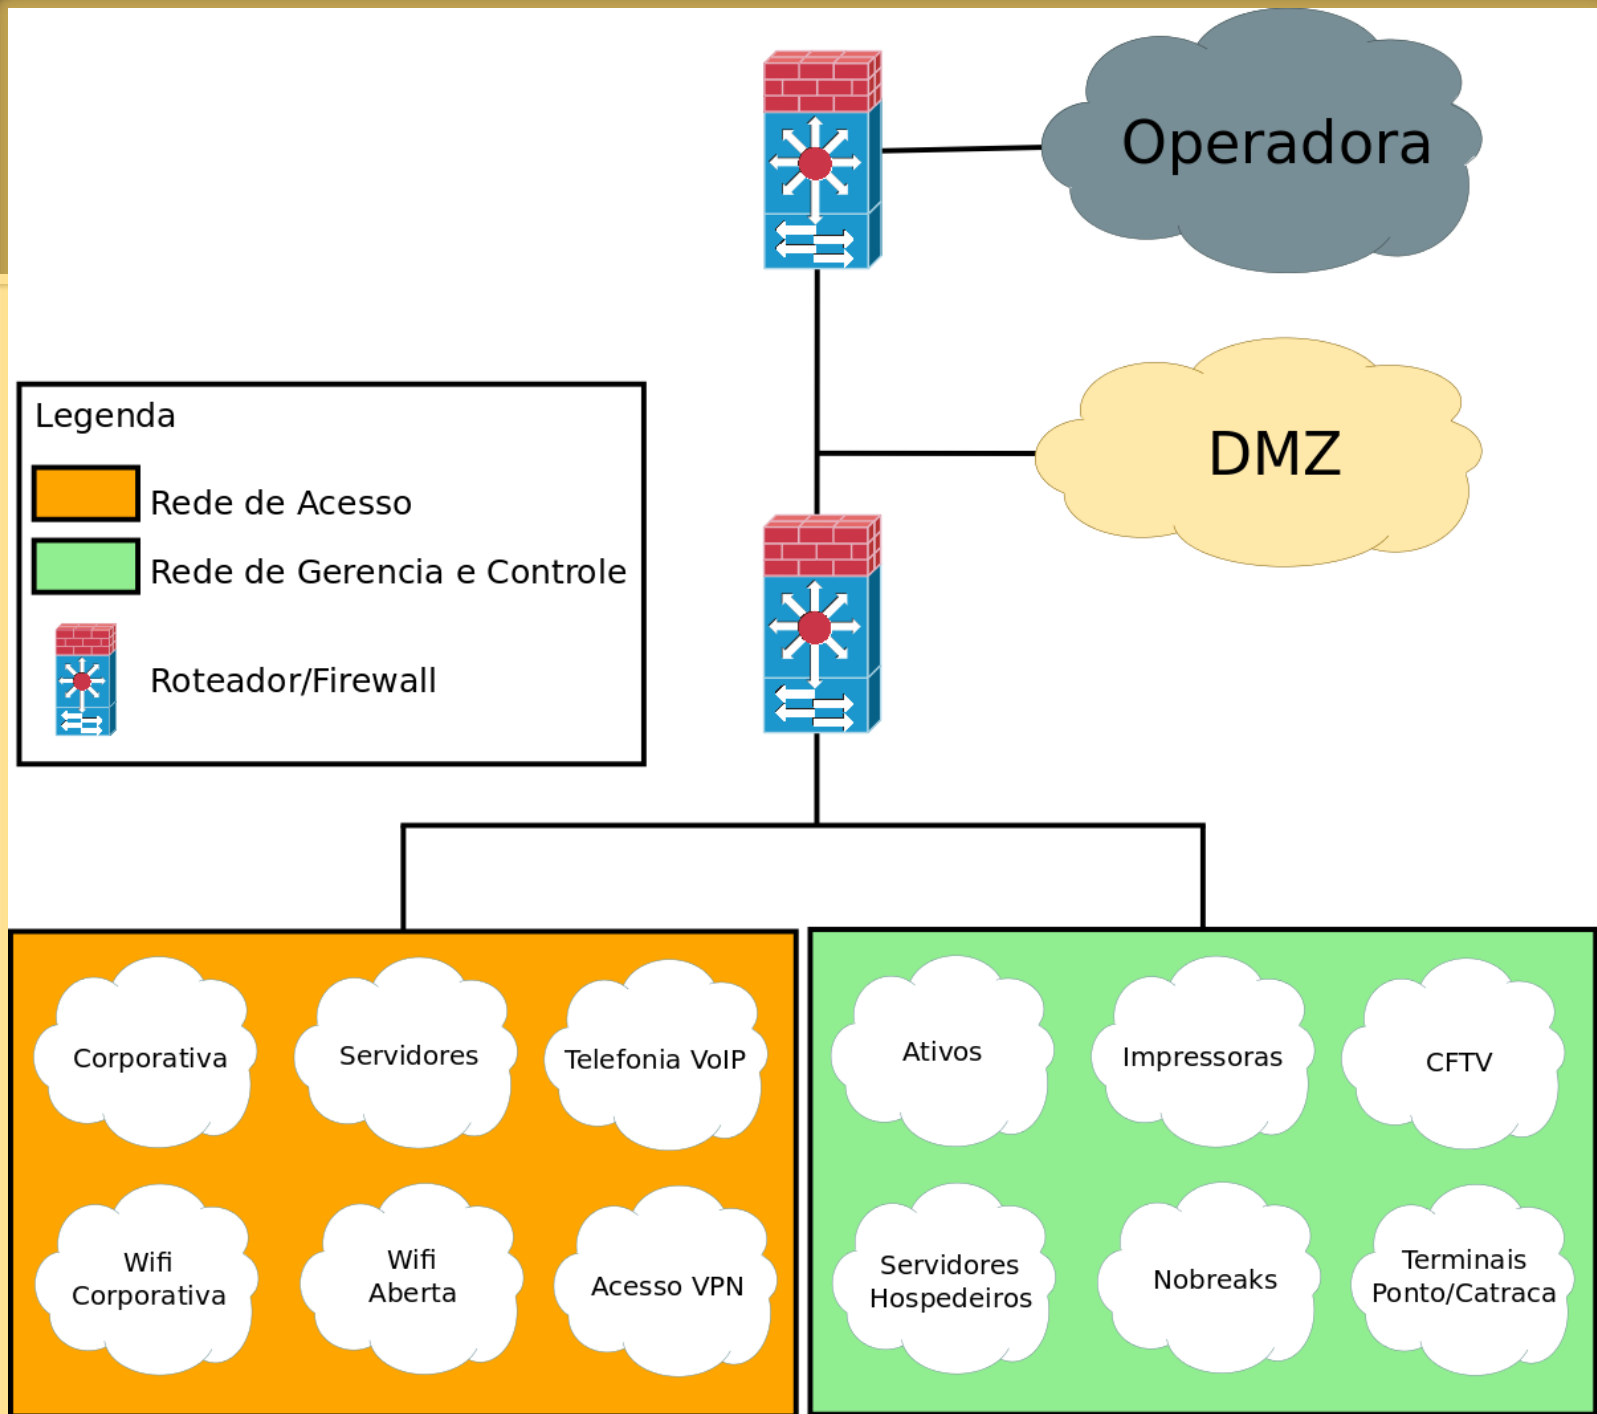 Operadora
DMZ
Legenda
Rede de Acesso
Rede de Gerencia e Controle
Roteador/Firewall
Corporativa
Servidores
Telefonia VoIP
Wifi
Corporativa
Wifi
Aberta
Acesso VPN
Ativos
Impressoras
CFTV
Servidores
Hospedeiros
Nobreaks
Terminais
Ponto/Catraca